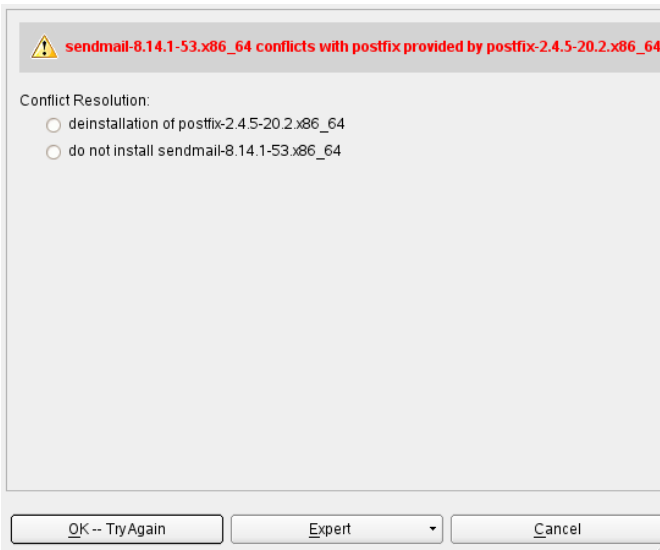 sendmail-8.14.1-53.x86_64 conflicts with postfix provided by postfix-2.4.5-20.2.x86_64
Conflict Resolution:
deinstallation of postfix-2.4.5-20.2.x86_64
do not install sendmail-8.14.1-53.x86_64
OK -- Try Again
Expert
Cancel